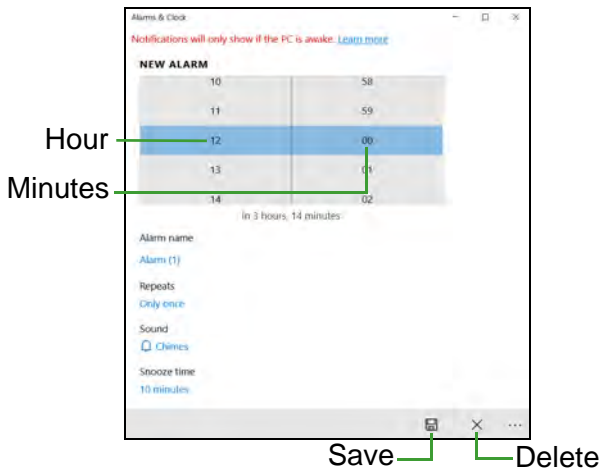 Alarms & Clock
Notifications will only show if the PC is awake. Learn more
NEW ALARM
10 58
11 59
Hour 12 00
Minutes 13 01
14 02
in 3 hours, 14 minutes
Alarm name
Alarm (1)
Repeats
Only once
Sound
Chimes
Snooze time
10 minutes
...
Save Delete